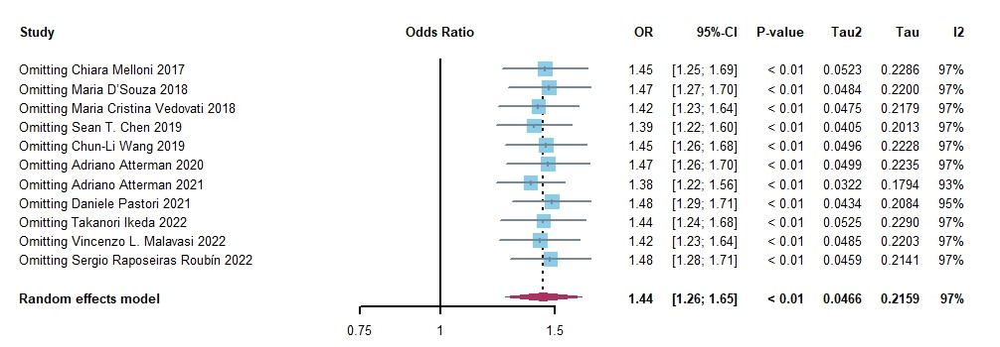 Study Odds Ratio OR 95%-CI P-value Tau2 Tau I2
Omitting Chiara Melloni 2017 1.45 [1.25; 1.69] < 0.01 0.0523 0.2286 97%
Omitting Maria D'Souza 2018 1.47 [1.27; 1.70] < 0.01 0.0484 0.2200 97%
Omitting Maria Cristina Vedovati 2018 1.42 [1.23; 1.64] < 0.01 0.0475 0.2179 97%
Omitting Sean T. Chen 2019 1.39 [1.22; 1.60] < 0.01 0.0405 0.2013 97%
Omitting Chun-Li Wang 2019 1.45 [1.26; 1.68] < 0.01 0.0496 0.2228 97%
Omitting Adriano Atterman 2020 1.47 [1.26; 1.70] < 0.01 0.0499 0.2235 97%
Omitting Adriano Atterman 2021 1.38 [1.22; 1.56] < 0.01 0.0322 0.1794 93%
Omitting Daniele Pastori 2021 1.48 [1.29; 1.71] < 0.01 0.0434 0.2084 95%
Omitting Takanori Ikeda 2022 1.44 [1.24; 1.68] < 0.01 0.0525 0.2290 97%
Omitting Vincenzo L. Malavasi 2022 1.42 [1.23; 1.64] < 0.01 0.0485 0.2203 97%
Omitting Sergio Raposeiras Roubín 2022 1.48 [1.28; 1.71] < 0.01 0.0459 0.2141 97%
Random effects model 1.44 [1.26; 1.65] < 0.01 0.0466 0.2159 97%
0.75 1 1.5